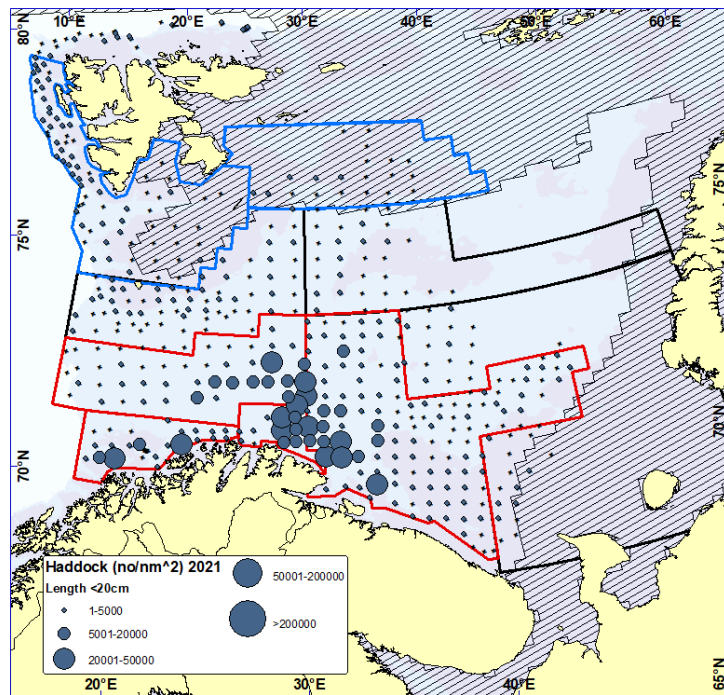 10°E 20°E 30°E 40°E 50°E 60°E
80°N
75°N
75°N
70°N
70°N
65°N
Haddock (no/nm^2) 2021
Length <20cm
1-5000
5001-20000
20001-50000
50001-200000
>200000
20°E 30°E 40°E